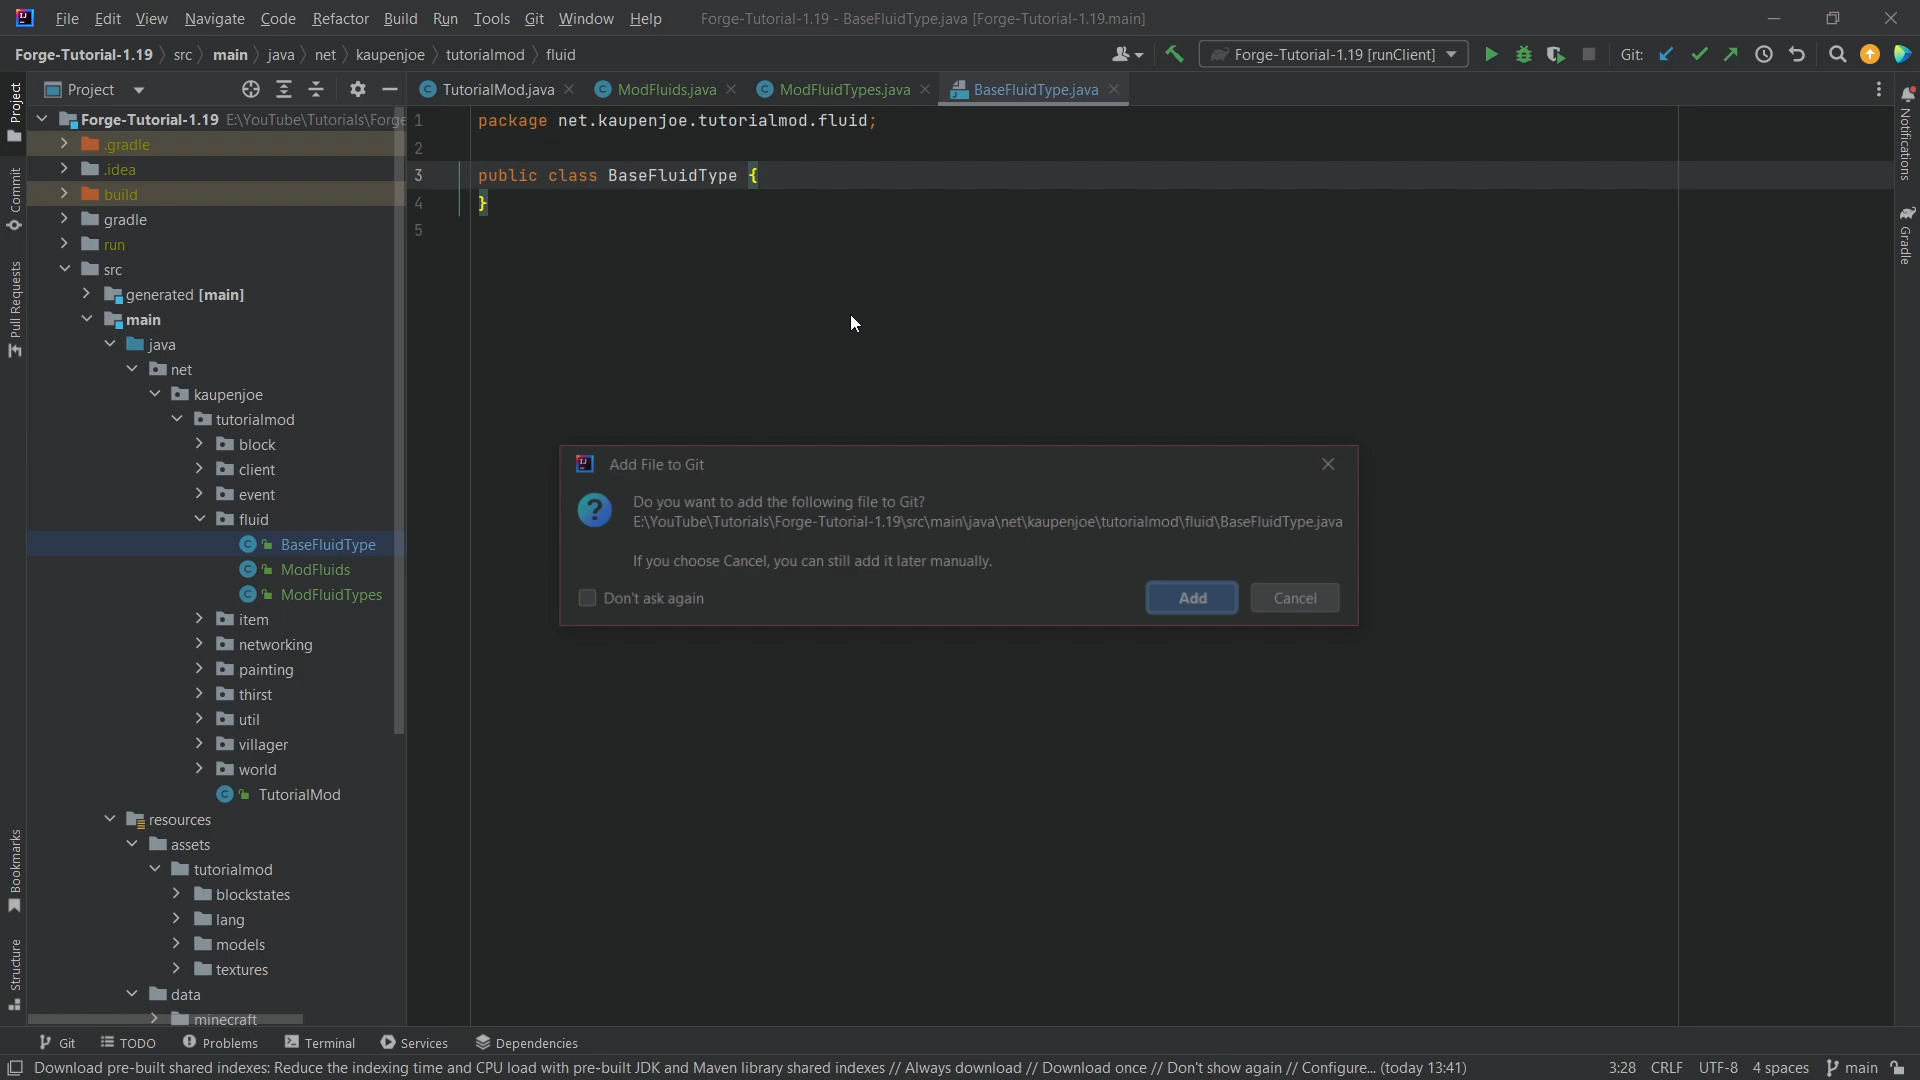 File Edit View Navigate Code Refactor Build Run Tools Git Window Help Forge-Tutorial-1.19 - BaseFluidType.java [Forge-Tutorial-1.19.main]
Forge-Tutorial-1.19 src main java net kaupenjoe tutorialmod fluid Forge-Tutorial-1.19 [runClient] Git:
Project TutorialMod.java ModFluids.java ModFluidTypes.java BaseFluidType.java
Forge-Tutorial-1.19 E:\YouTube\Tutorials\Forge
.gradle
.idea
build
gradle
run
src
generated [main]
main
java
net
kaupenjoe
tutorialmod
block
client
event
fluid
BaseFluidType
ModFluids
ModFluidTypes
item
networking
painting
thirst
util
villager
world
TutorialMod
resources
assets
tutorialmod
blockstates
lang
models
textures
data
minecraft
1 package net.kaupenjoe.tutorialmod.fluid;
2
3 public class BaseFluidType {
4 }
5
Add File to Git
Do you want to add the following file to Git?
E:\YouTube\Tutorials\Forge-Tutorial-1.19\src\main\java\net\kaupenjoe\tutorialmod\fluid\BaseFluidType.java
If you choose Cancel, you can still add it later manually.
Don't ask again Add Cancel
Project
Commit
Pull Requests
Bookmarks
Structure
Notifications
Gradle
Git TODO Problems Terminal Services Dependencies
Download pre-built shared indexes: Reduce the indexing time and CPU load with pre-built JDK and Maven library shared indexes // Always download // Download once // Don't show again // Configure... (today 13:41) 3:28 CRLF UTF-8 4 spaces main